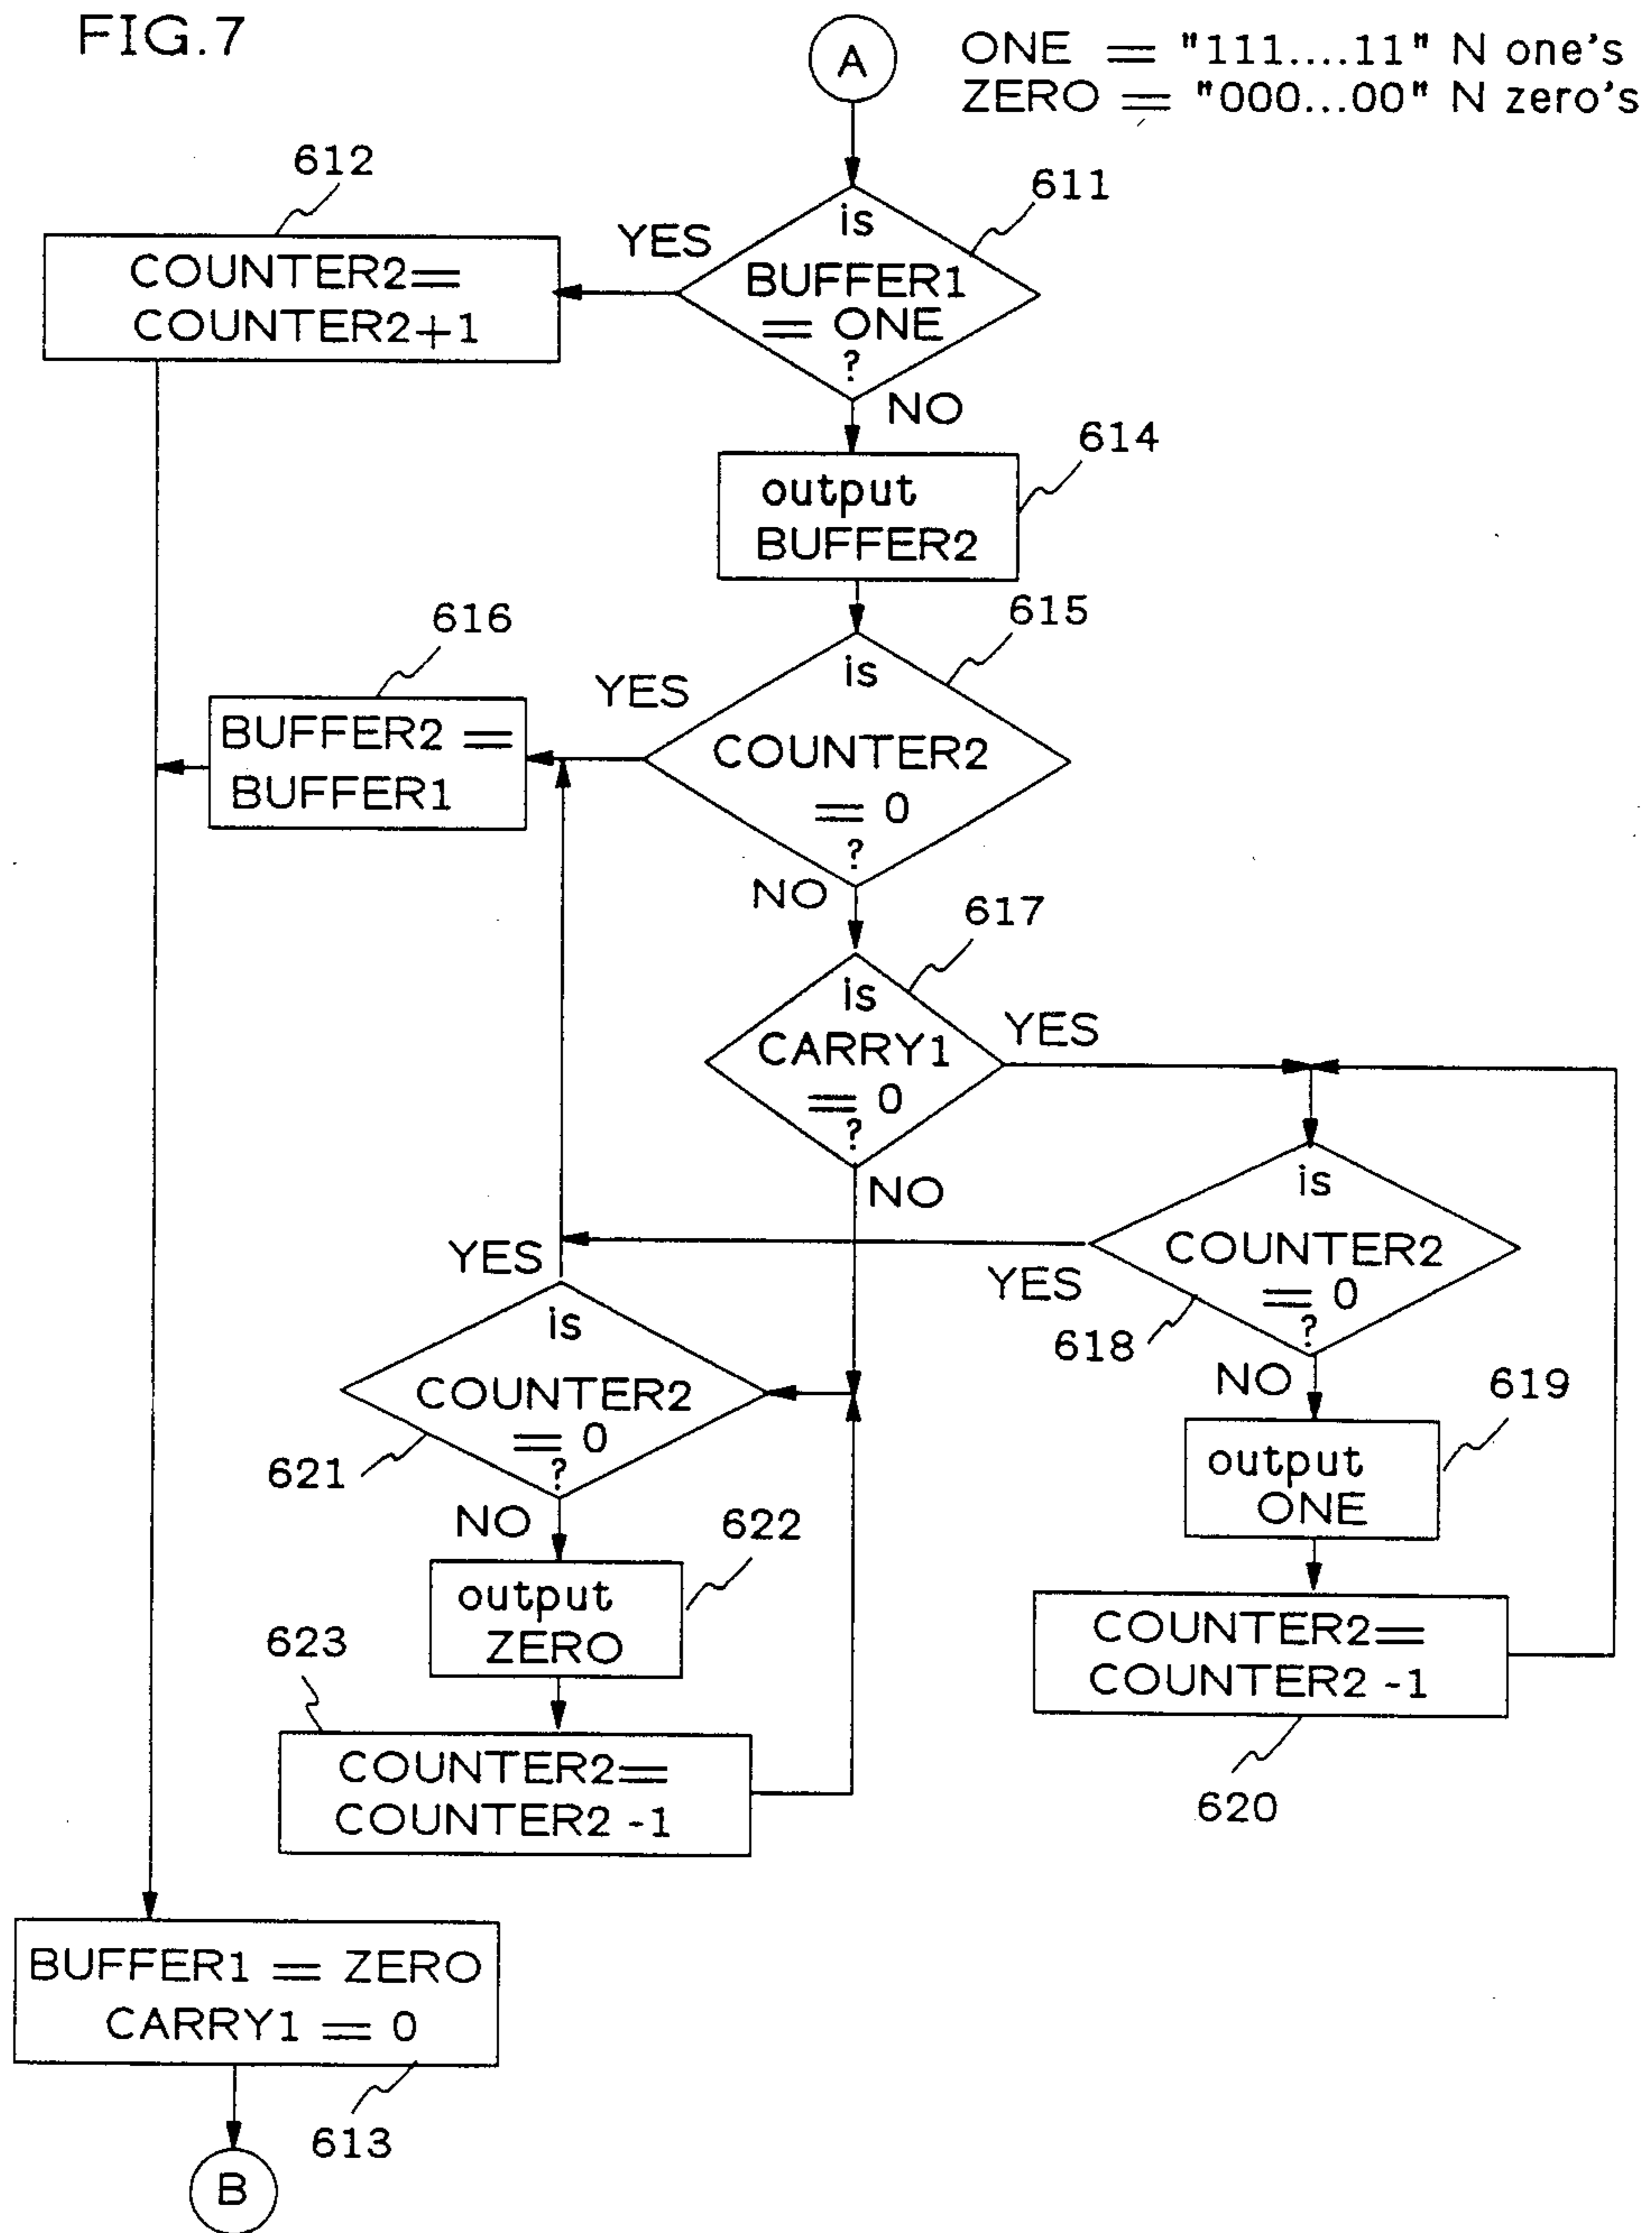 FIG.7
A
ONE = "111....11" N one's
ZERO = "000...00" N zero's
612
611
YES
is
BUFFER1
= ONE
?
COUNTER2=
COUNTER2+1
NO
614
output
BUFFER2
616
615
YES
is
COUNTER2
= 0
?
BUFFER2 =
BUFFER1
NO
617
is
CARRY1
= 0
?
YES
NO
is
COUNTER2
= 0
?
YES
YES
618
is
COUNTER2
= 0
?
621
NO
619
output
ONE
NO
622
output
ZERO
623
COUNTER2=
COUNTER2 -1
620
COUNTER2=
COUNTER2 -1
BUFFER1 = ZERO
CARRY1 = 0
613
B